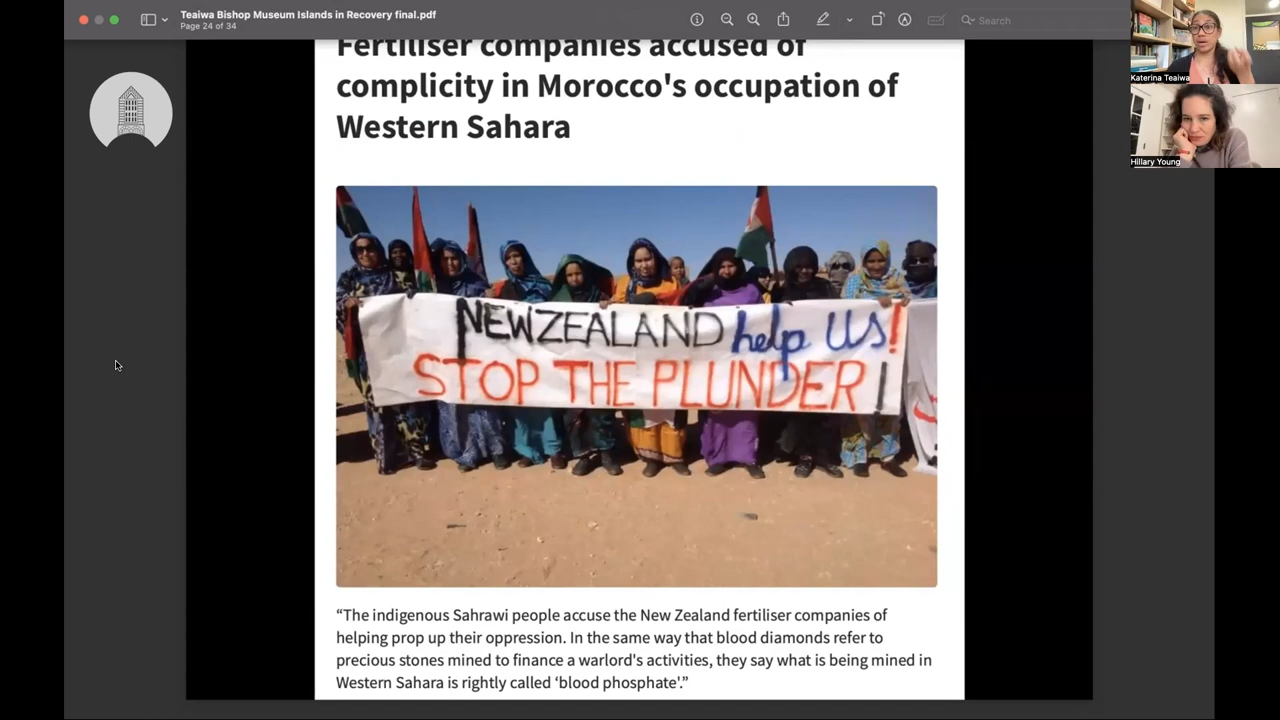 Teaiwa Bishop Museum Islands in Recovery final.pdf
Page 24 of 34
Search
Katerina Teaiwa
Hillary Young
Fertiliser companies accused of
complicity in Morocco's occupation of
Western Sahara
NEW ZEALAND help US!
STOP THE PLUNDER!
“The indigenous Sahrawi people accuse the New Zealand fertiliser companies of
helping prop up their oppression. In the same way that blood diamonds refer to
precious stones mined to finance a warlord's activities, they say what is being mined in
Western Sahara is rightly called ‘blood phosphate'.”